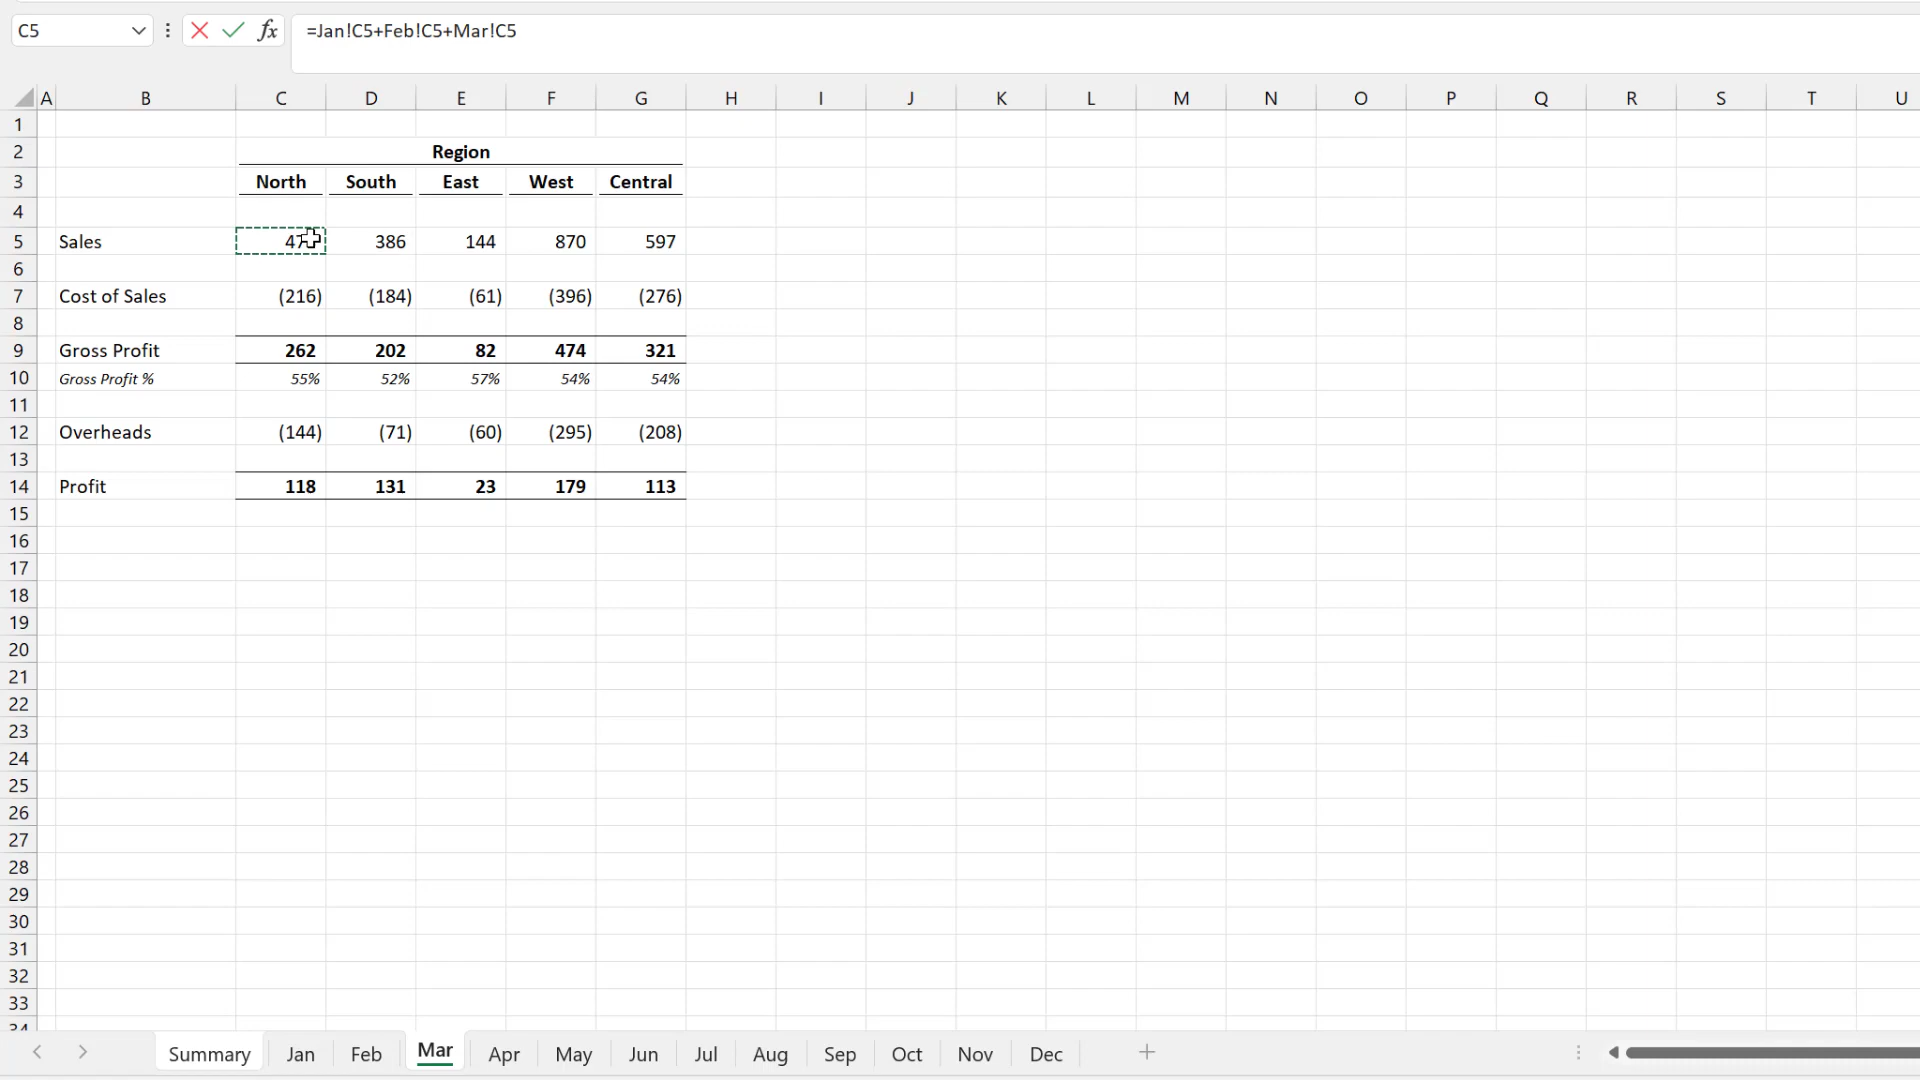 C5 fx =Jan!C5+Feb!C5+Mar!C5
A B C D E F G H I J K L M N O P Q R S T U
1
2 Region
3 North South East West Central
4
5 Sales 386 144 870 597
6
7 Cost of Sales (216) (184) (61) (396) (276)
8
9 Gross Profit 262 202 82 474 321
10 Gross Profit % 55% 52% 57% 54% 54%
11
12 Overheads (144) (71) (60) (295) (208)
13
14 Profit 118 131 23 179 113
15
16
17
18
19
20
21
22
23
24
25
26
27
28
29
30
31
32
33
Summary Jan Feb Mar Apr May Jun Jul Aug Sep Oct Nov Dec